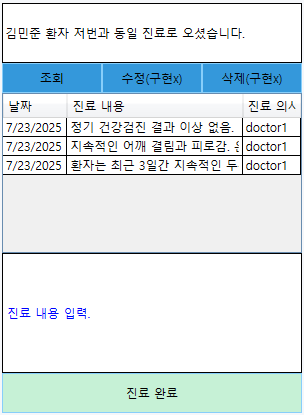 김민준 환자 저번과 동일 진료로 오셨습니다.
조회 수정(구현x) 삭제(구현x)
날짜 진료 내용 진료 의사
7/23/2025 정기 건강검진 결과 이상 없음. doctor1
7/23/2025 지속적인 어깨 결림과 피로감. doctor1
7/23/2025 환자는 최근 3일간 지속적인 두 doctor1
진료 내용 입력.
진료 완료